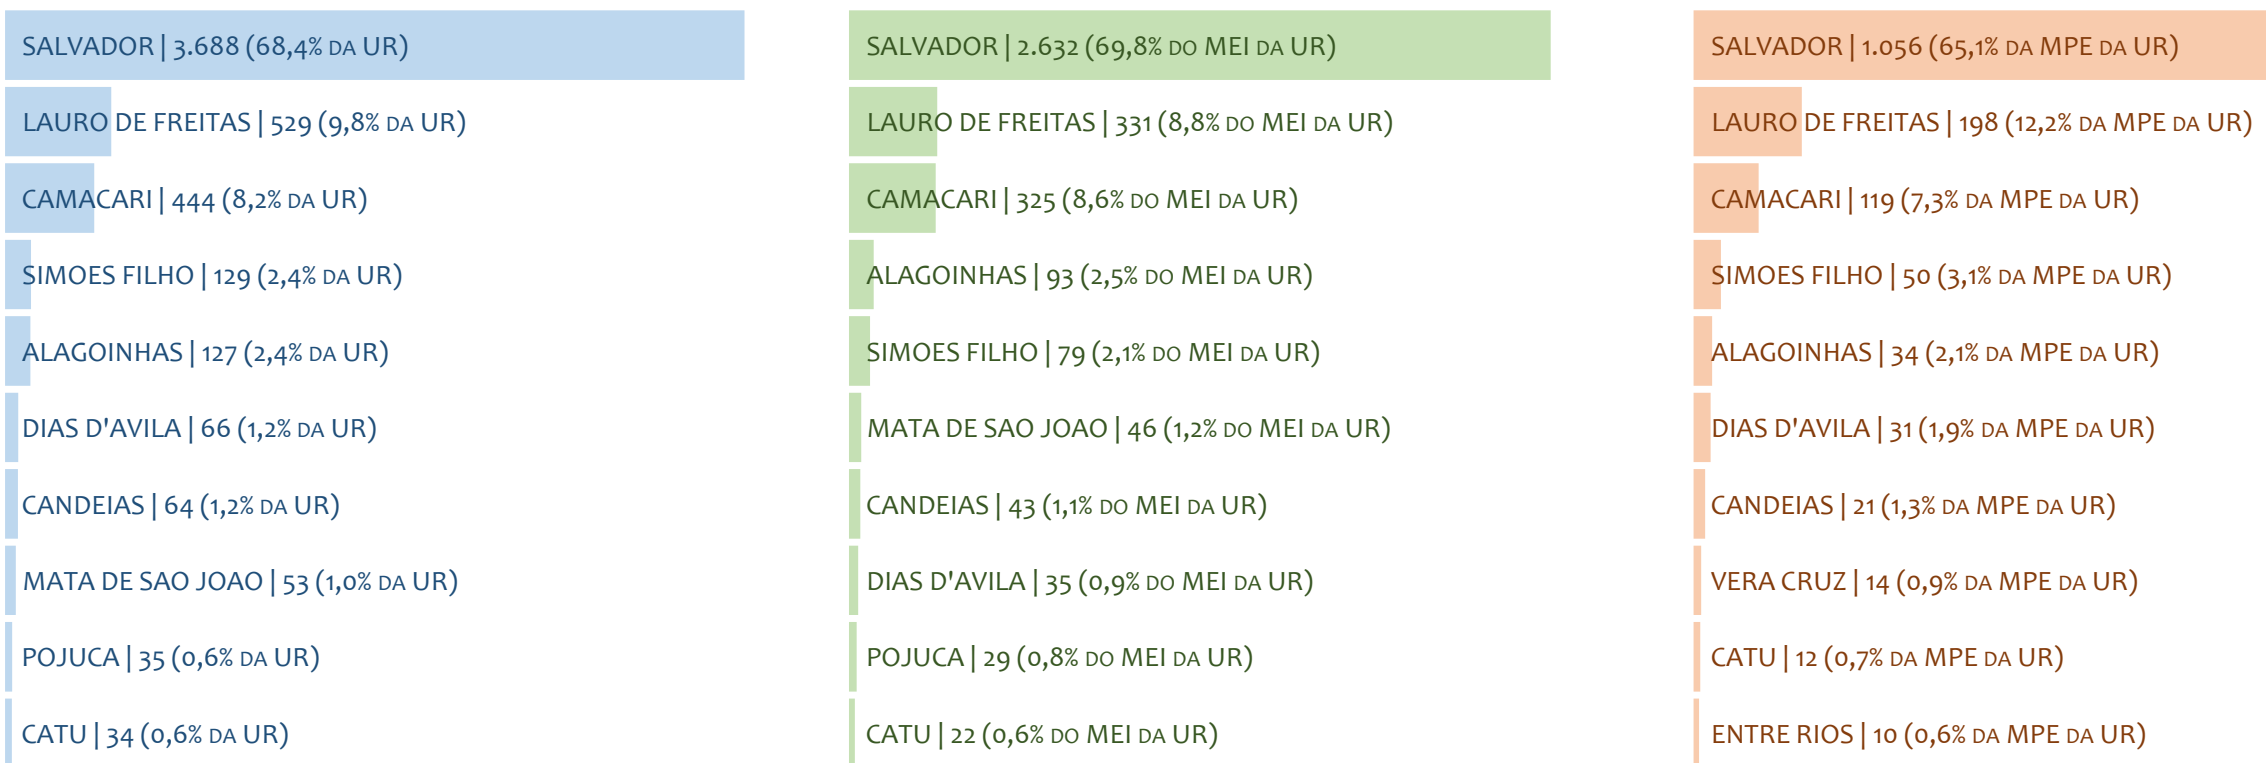 SALVADOR | 3.688 (68,4% DA UR)
LAURO DE FREITAS | 529 (9,8% DA UR)
CAMACARI | 444 (8,2% DA UR)
SIMOES FILHO | 129 (2,4% DA UR)
ALAGOINHAS | 127 (2,4% DA UR)
DIAS D'AVILA | 66 (1,2% DA UR)
CANDEIAS | 64 (1,2% DA UR)
MATA DE SAO JOAO | 53 (1,0% DA UR)
POJUCA | 35 (0,6% DA UR)
CATU | 34 (0,6% DA UR)
SALVADOR | 2.632 (69,8% DO MEI DA UR)
LAURO DE FREITAS | 331 (8,8% DO MEI DA UR)
CAMACARI | 325 (8,6% DO MEI DA UR)
ALAGOINHAS | 93 (2,5% DO MEI DA UR)
SIMOES FILHO | 79 (2,1% DO MEI DA UR)
MATA DE SAO JOAO | 46 (1,2% DO MEI DA UR)
CANDEIAS | 43 (1,1% DO MEI DA UR)
DIAS D'AVILA | 35 (0,9% DO MEI DA UR)
POJUCA | 29 (0,8% DO MEI DA UR)
CATU | 22 (0,6% DO MEI DA UR)
SALVADOR | 1.056 (65,1% DA MPE DA UR)
LAURO DE FREITAS | 198 (12,2% DA MPE DA UR)
CAMACARI | 119 (7,3% DA MPE DA UR)
SIMOES FILHO | 50 (3,1% DA MPE DA UR)
ALAGOINHAS | 34 (2,1% DA MPE DA UR)
DIAS D'AVILA | 31 (1,9% DA MPE DA UR)
CANDEIAS | 21 (1,3% DA MPE DA UR)
VERA CRUZ | 14 (0,9% DA MPE DA UR)
CATU | 12 (0,7% DA MPE DA UR)
ENTRE RIOS | 10 (0,6% DA MPE DA UR)